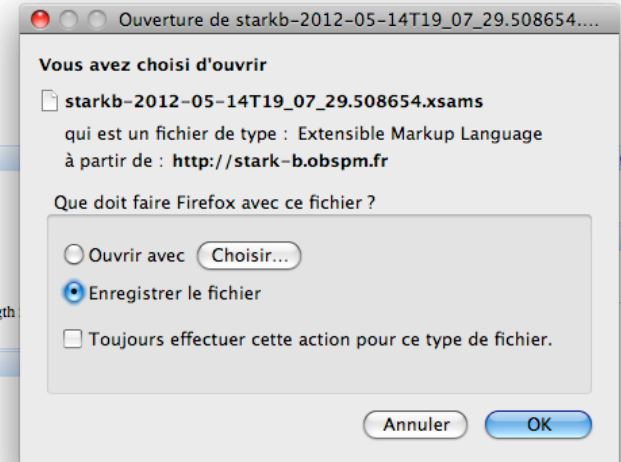 Ouverture de starkb-2012-05-14T19_07_29.508654....
Vous avez choisi d'ouvrir
starkb-2012-05-14T19_07_29.508654.xsams
qui est un fichier de type : Extensible Markup Language
à partir de : http://stark-b.obspm.fr
Que doit faire Firefox avec ce fichier ?
Ouvrir avec Choisir...
Enregistrer le fichier
gth
Toujours effectuer cette action pour ce type de fichier.
Annuler OK